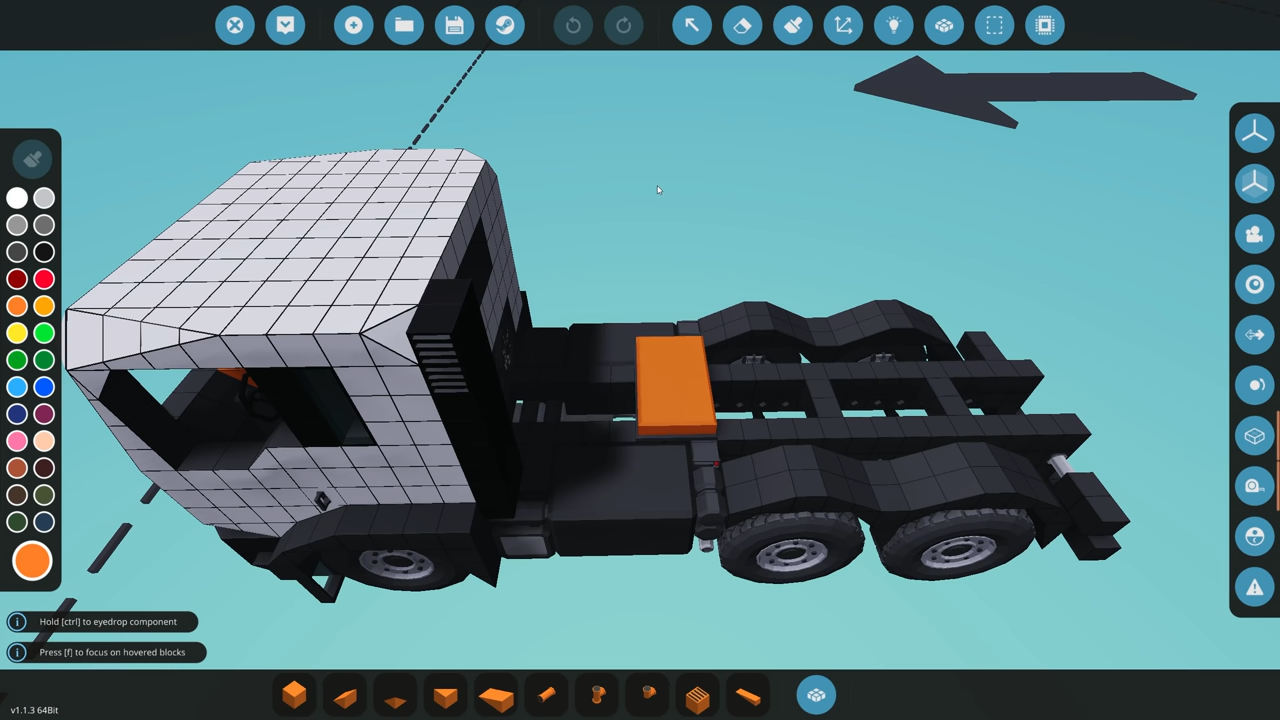 Hold [ctrl] to eyedrop component
Press [f] to focus on hovered blocks
v1.1.3 64Bit